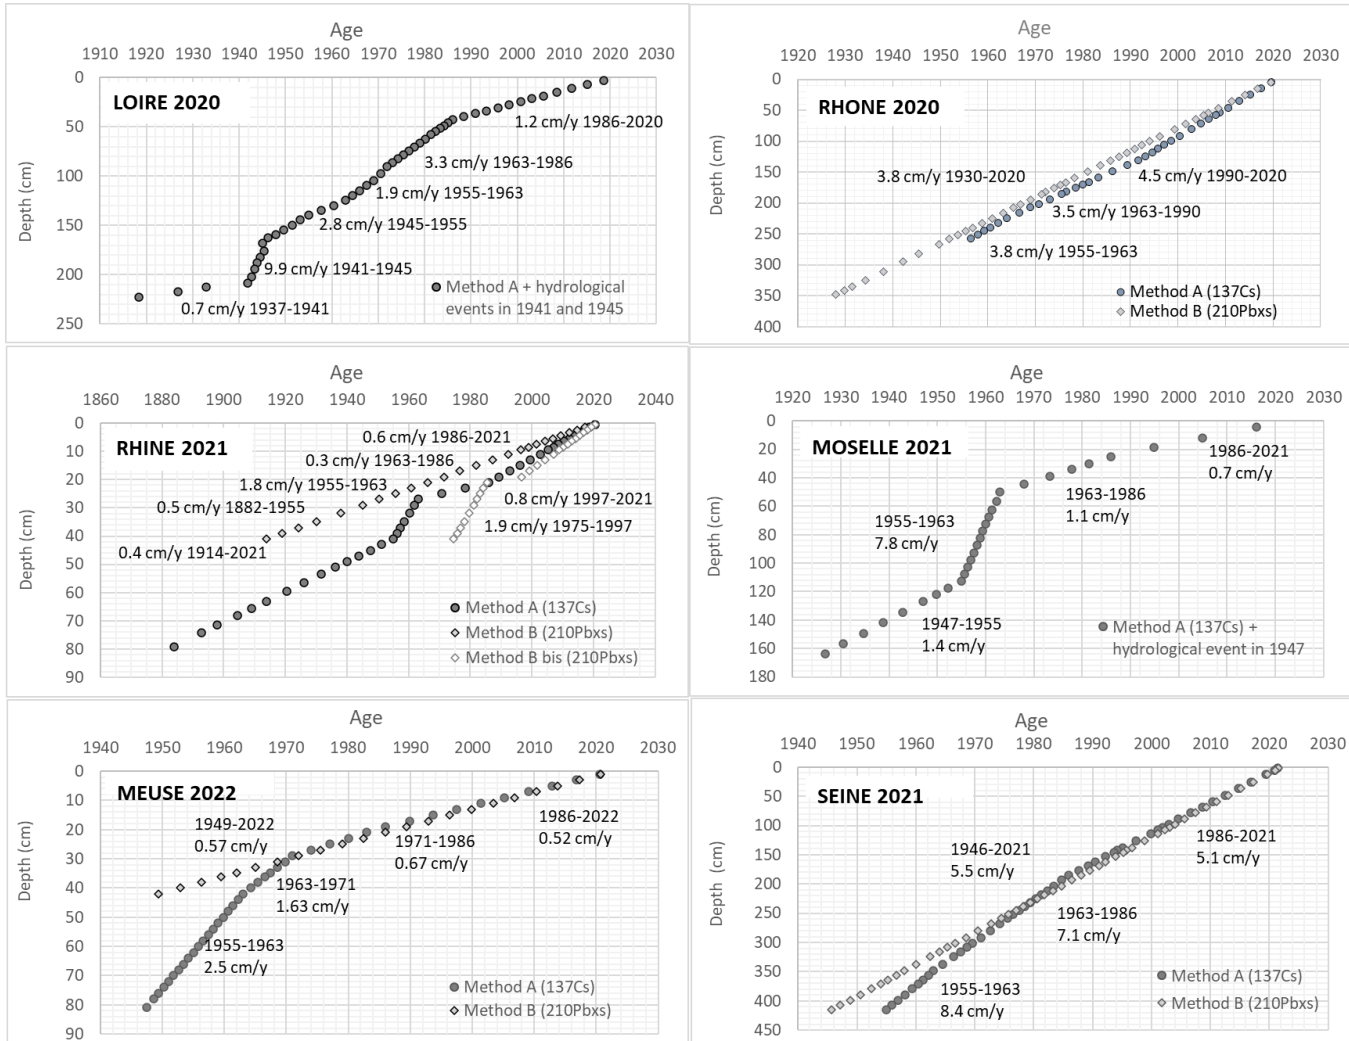 Age
1910 1920 1930 1940 1950 1960 1970 1980 1990 2000 2010 2020 2030
0
LOIRE 2020
1.2 cm/y 1986-2020
50
3.3 cm/y 1963-1986
100
1.9 cm/y 1955-1963
150
2.8 cm/y 1945-1955
200
9.9 cm/y 1941-1945
0.7 cm/y 1937-1941
250
Depth (cm)
Method A + hydrological
events in 1941 and 1945
Age
1920 1930 1940 1950 1960 1970 1980 1990 2000 2010 2020 2030
0
RHONE 2020
50
100
150
3.8 cm/y 1930-2020
4.5 cm/y 1990-2020
200
3.5 cm/y 1963-1990
250
3.8 cm/y 1955-1963
300
350
400
Depth (cm)
Method A (137Cs)
Method B (210Pbxs)
Age
1860 1880 1900 1920 1940 1960 1980 2000 2020 2040
0
RHINE 2021
0.6 cm/y 1986-2021
10
0.3 cm/y 1963-1986
20
1.8 cm/y 1955-1963
0.8 cm/y 1997-2021
0.5 cm/y 1882-1955
30
1.9 cm/y 1975-1997
40
0.4 cm/y 1914-2021
50
60
70
80
90
Depth (cm)
Method A (137Cs)
Method B (210Pbxs)
Method B bis (210Pbxs)
Age
1920 1930 1940 1950 1960 1970 1980 1990 2000 2010 2020 2030
0
MOSELLE 2021
20
1986-2021
0.7 cm/y
40
1963-1986
1.1 cm/y
60
1955-1963
7.8 cm/y
80
100
120
140
1947-1955
1.4 cm/y
160
180
Depth (cm)
Method A (137Cs) +
hydrological event in 1947
Age
1940 1950 1960 1970 1980 1990 2000 2010 2020 2030
0
MEUSE 2022
10
1949-2022
0.57 cm/y
1986-2022
0.52 cm/y
20
1971-1986
0.67 cm/y
30
1963-1971
1.63 cm/y
40
50
1955-1963
2.5 cm/y
60
70
80
90
Depth (cm)
Method A (137Cs)
Method B (210Pbxs)
Age
1940 1950 1960 1970 1980 1990 2000 2010 2020 2030
0
SEINE 2021
50
100
1986-2021
5.1 cm/y
150
1946-2021
5.5 cm/y
200
250
1963-1986
7.1 cm/y
300
350
1955-1963
8.4 cm/y
400
450
Depth (cm)
Method A (137Cs)
Method B (210Pbxs)